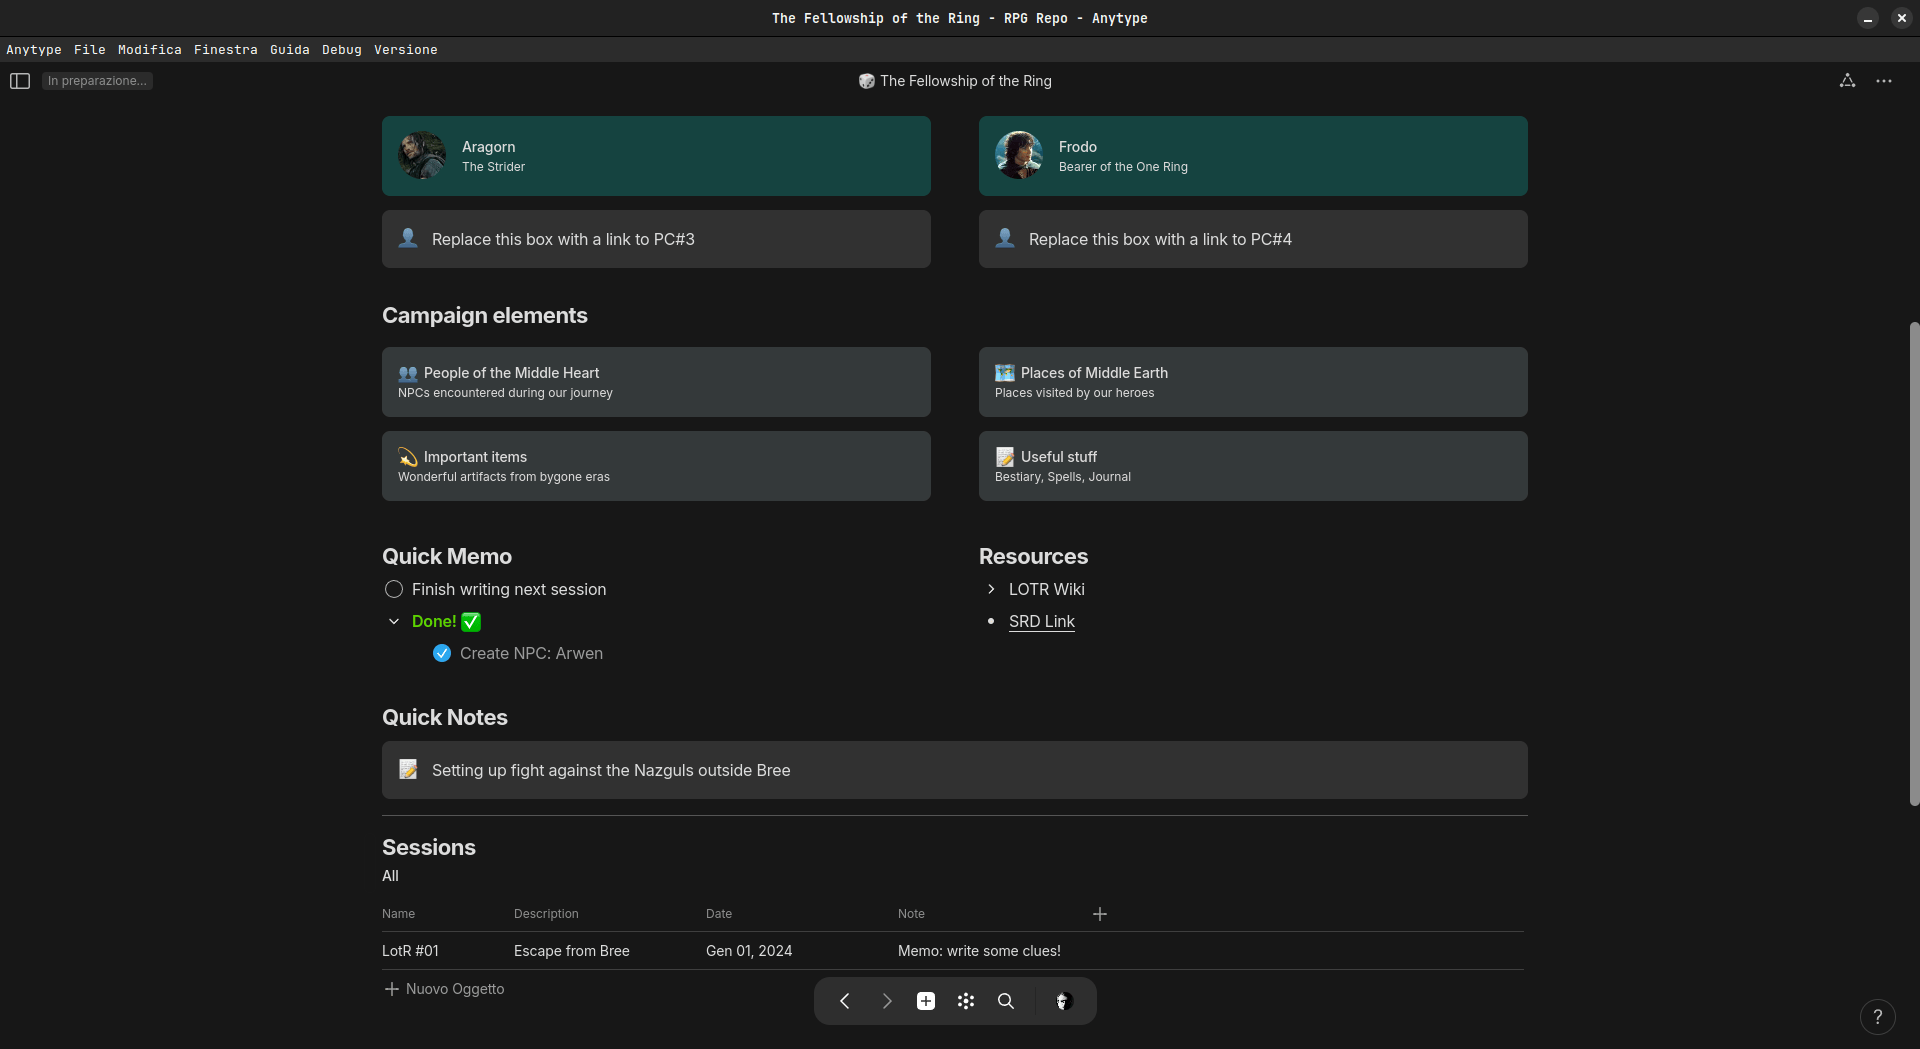 The Fellowship of the Ring - RPG Repo - Anytype
Anytype File Modifica Finestra Guida Debug Versione
In preparazione...
The Fellowship of the Ring
Aragorn
The Strider
Frodo
Bearer of the One Ring
Replace this box with a link to PC#3
Replace this box with a link to PC#4
Campaign elements
People of the Middle Heart
NPCs encountered during our journey
Places of Middle Earth
Places visited by our heroes
Important items
Wonderful artifacts from bygone eras
Useful stuff
Bestiary, Spells, Journal
Quick Memo
Finish writing next session
Done! ✅
Create NPC: Arwen
Resources
LOTR Wiki
SRD Link
Quick Notes
Setting up fight against the Nazguls outside Bree
Sessions
All
Name Description Date Note
LotR #01 Escape from Bree Gen 01, 2024 Memo: write some clues!
Nuovo Oggetto
?